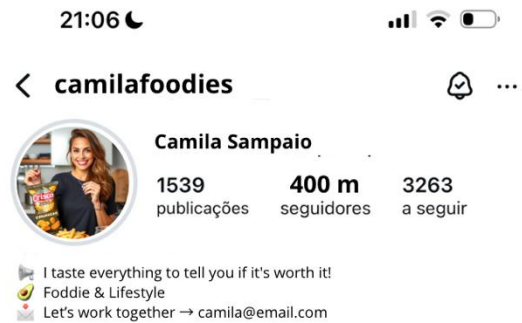 21:06
camilafoodies
Camila Sampaio
1539 400 m 3263
publicações seguidores a seguir
I taste everything to tell you if it's worth it!
Foddie & Lifestyle
Let's work together → camila@email.com